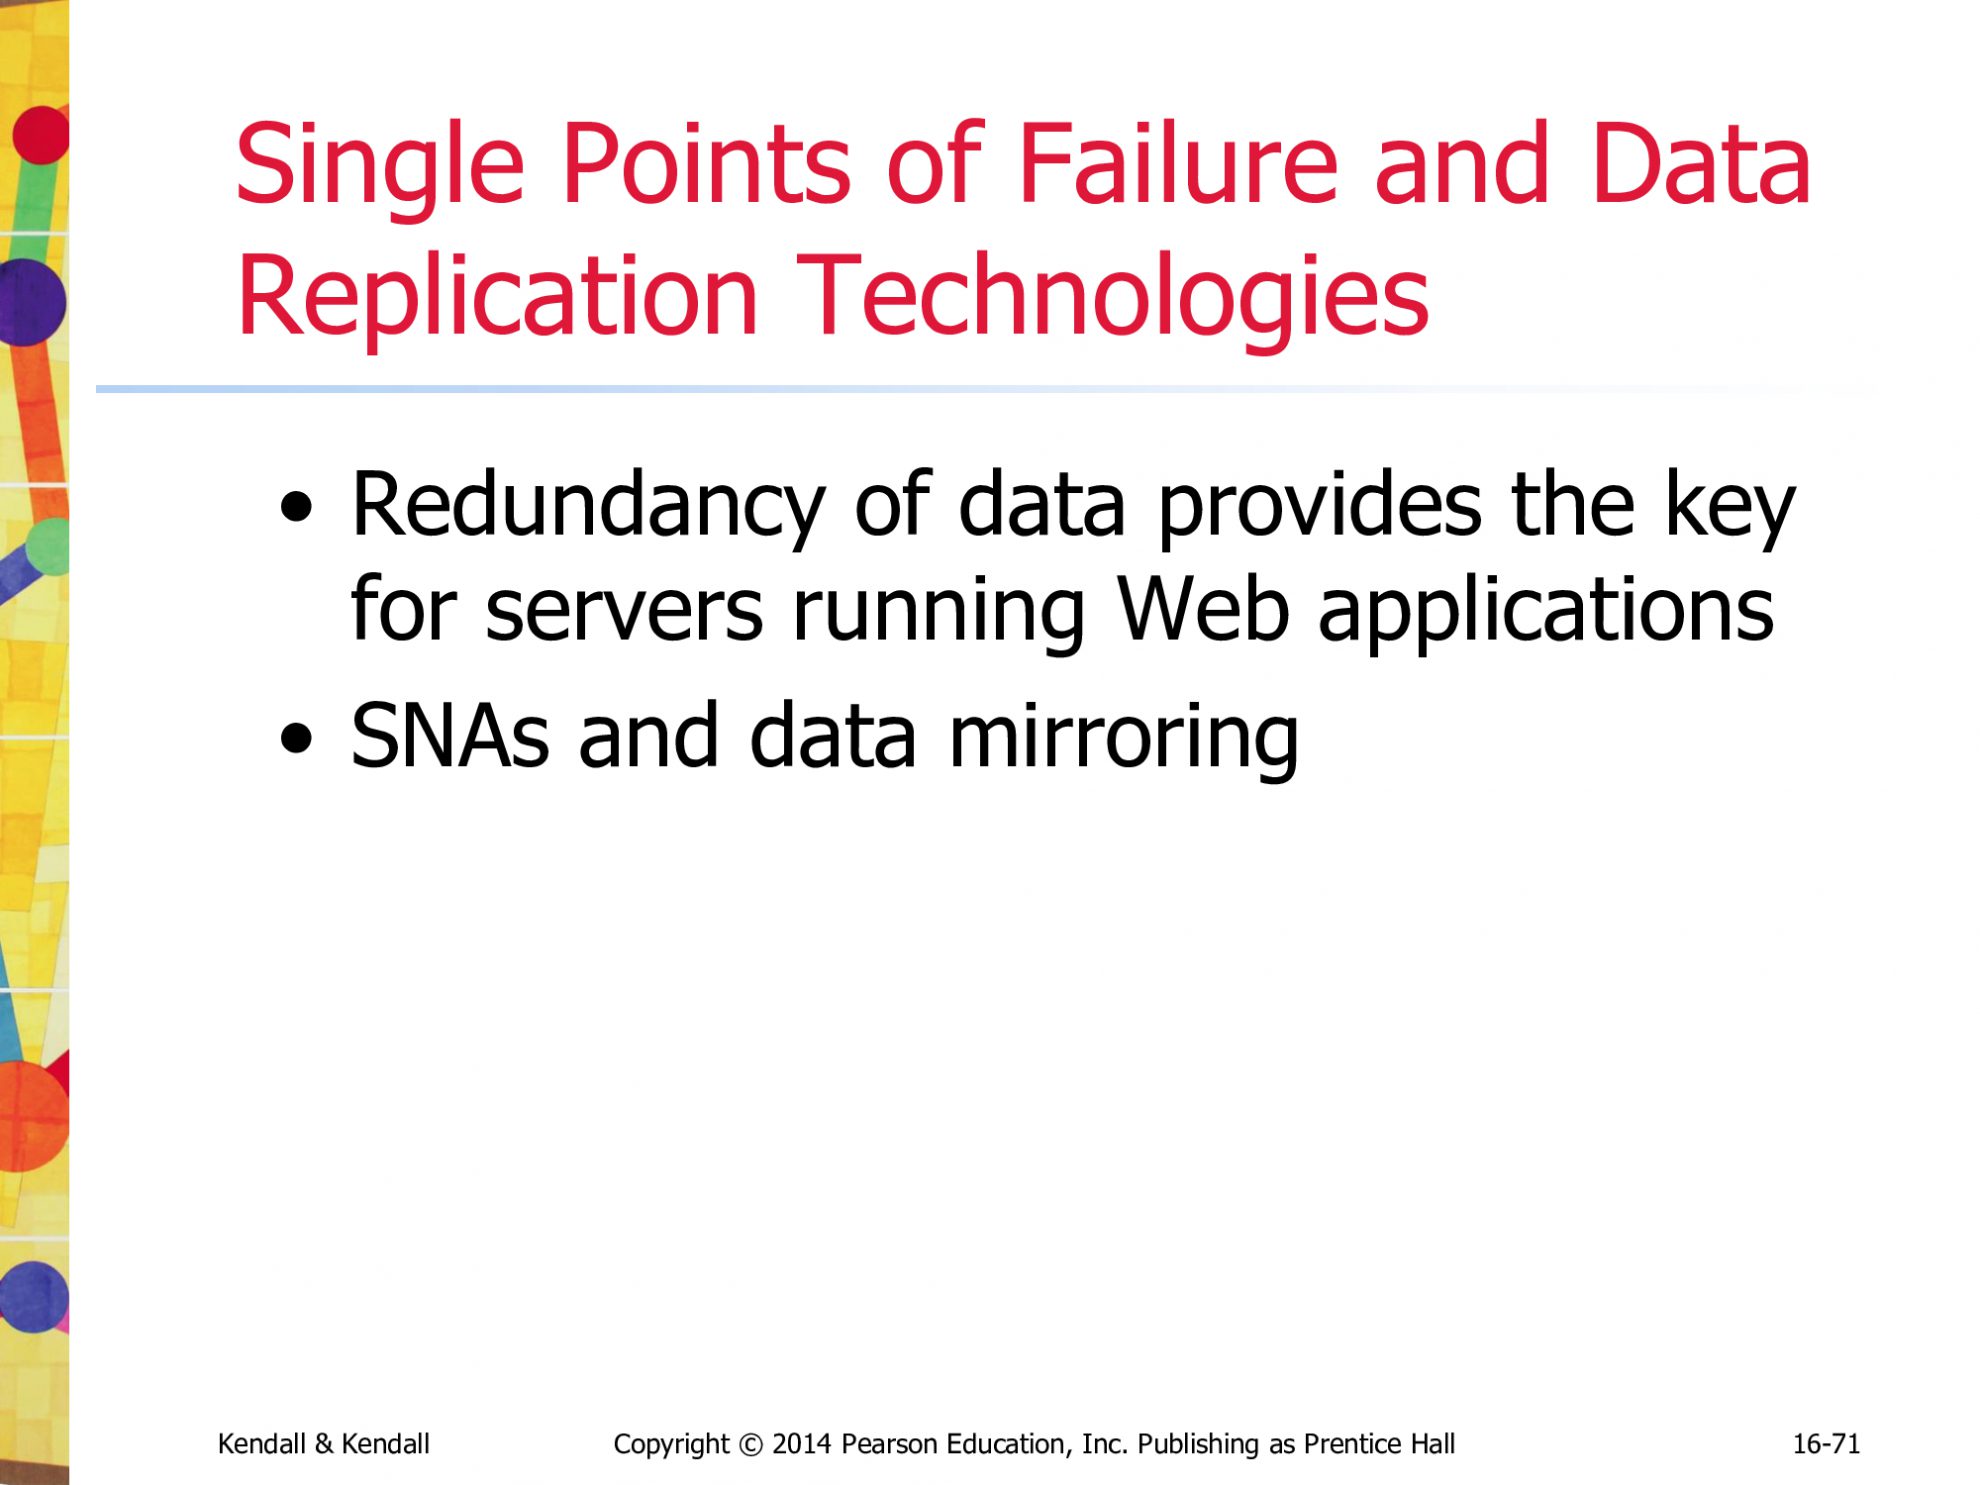 Single Points of Failure and Data
Replication Technologies
• Redundancy of data provides the key
for servers running Web applications
• SNAs and data mirroring
Kendall & Kendall
Copyright © 2014 Pearson Education, Inc. Publishing as Prentice Hall
16-71